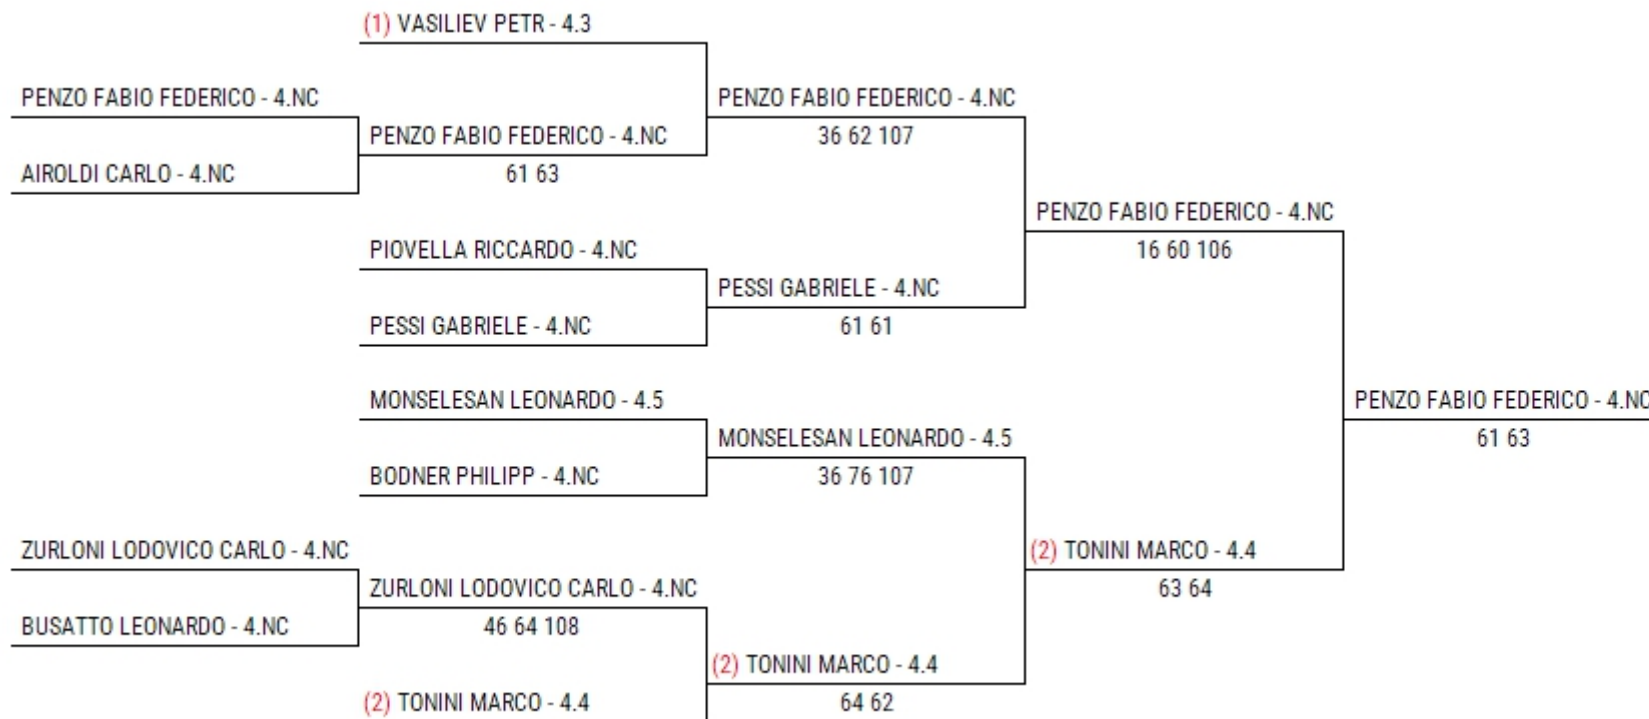 (1) VASILIEV PETR - 4.3
PENZO FABIO FEDERICO - 4.NC
AIROLDI CARLO - 4.NC
PENZO FABIO FEDERICO - 4.NC
61 63
PENZO FABIO FEDERICO - 4.NC
36 62 107
PIOVELLA RICCARDO - 4.NC
PESSI GABRIELE - 4.NC
PESSI GABRIELE - 4.NC
61 61
PENZO FABIO FEDERICO - 4.NC
16 60 106
MONSELESAN LEONARDO - 4.5
BODNER PHILIPP - 4.NC
MONSELESAN LEONARDO - 4.5
36 76 107
ZURLONI LODOVICO CARLO - 4.NC
BUSATTO LEONARDO - 4.NC
ZURLONI LODOVICO CARLO - 4.NC
46 64 108
(2) TONINI MARCO - 4.4
(2) TONINI MARCO - 4.4
64 62
(2) TONINI MARCO - 4.4
63 64
PENZO FABIO FEDERICO - 4.NC
61 63